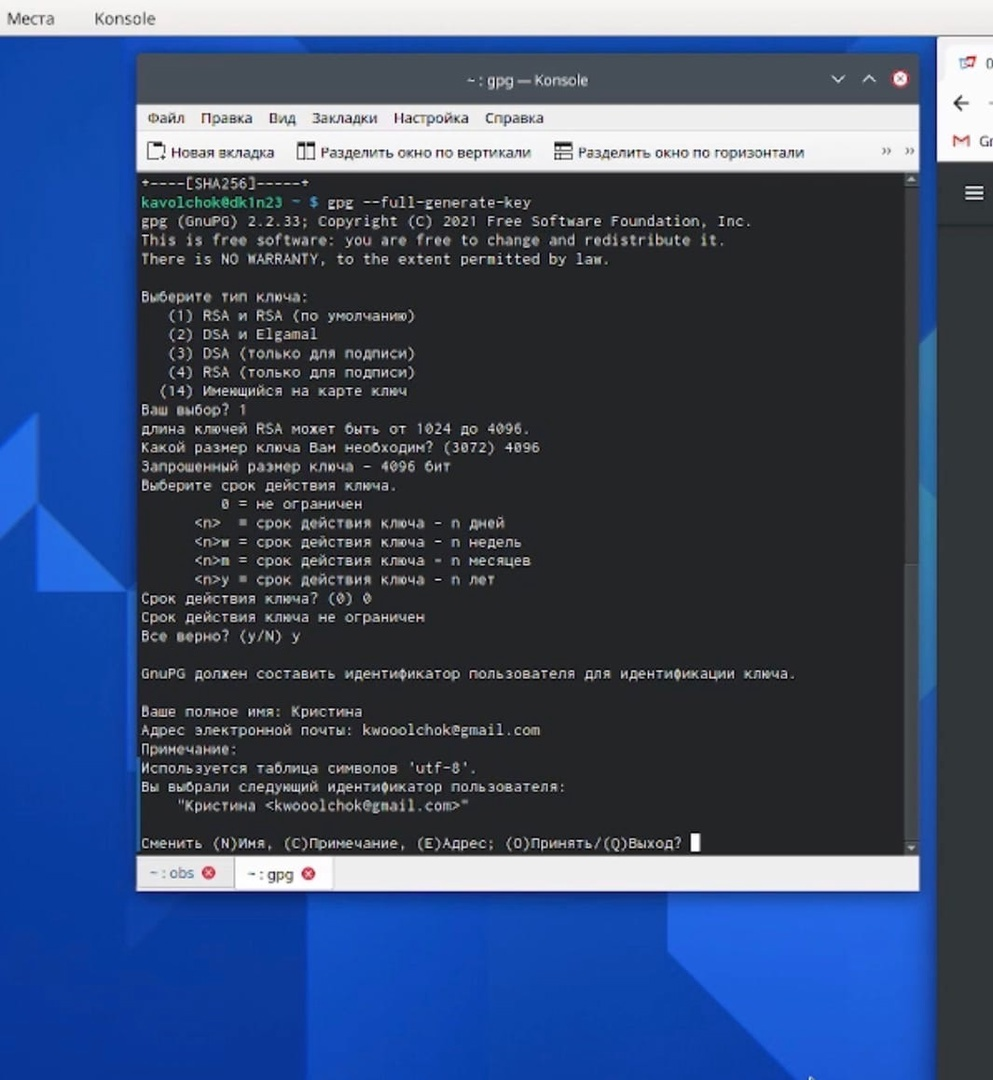 Места Konsole
~ : gpg — Konsole
Файл Правка Вид Закладки Настройка Справка
Новая вкладка Разделить окно по вертикали Разделить окно по горизонтали
+----[SHA256]-----+
kavolchok@dk1n23 ~ $ gpg --full-generate-key
gpg (GnuPG) 2.2.33; Copyright (C) 2021 Free Software Foundation, Inc.
This is free software: you are free to change and redistribute it.
There is NO WARRANTY, to the extent permitted by law.
Выберите тип ключа:
(1) RSA и RSA (по умолчанию)
(2) DSA и Elgamal
(3) DSA (только для подписи)
(4) RSA (только для подписи)
(14) Имеющийся на карте ключ
Ваш выбор? 1
длина ключей RSA может быть от 1024 до 4096.
Какой размер ключа Вам необходим? (3072) 4096
Запрошенный размер ключа - 4096 бит
Выберите срок действия ключа.
0 = не ограничен
<n> = срок действия ключа - n дней
<n>w = срок действия ключа - n недель
<n>m = срок действия ключа - n месяцев
<n>y = срок действия ключа - n лет
Срок действия ключа? (0) 0
Срок действия ключа не ограничен
Все верно? (y/N) y
GnuPG должен составить идентификатор пользователя для идентификации ключа.
Ваше полное имя: Кристина
Адрес электронной почты: kwooolchok@gmail.com
Примечание:
Используется таблица символов 'utf-8'.
Вы выбрали следующий идентификатор пользователя:
"Кристина <kwooolchok@gmail.com>"
Сменить (N)Имя, (C)Примечание, (E)Адрес; (O)Принять/(Q)Выход?
~ : obs ~ : gpg